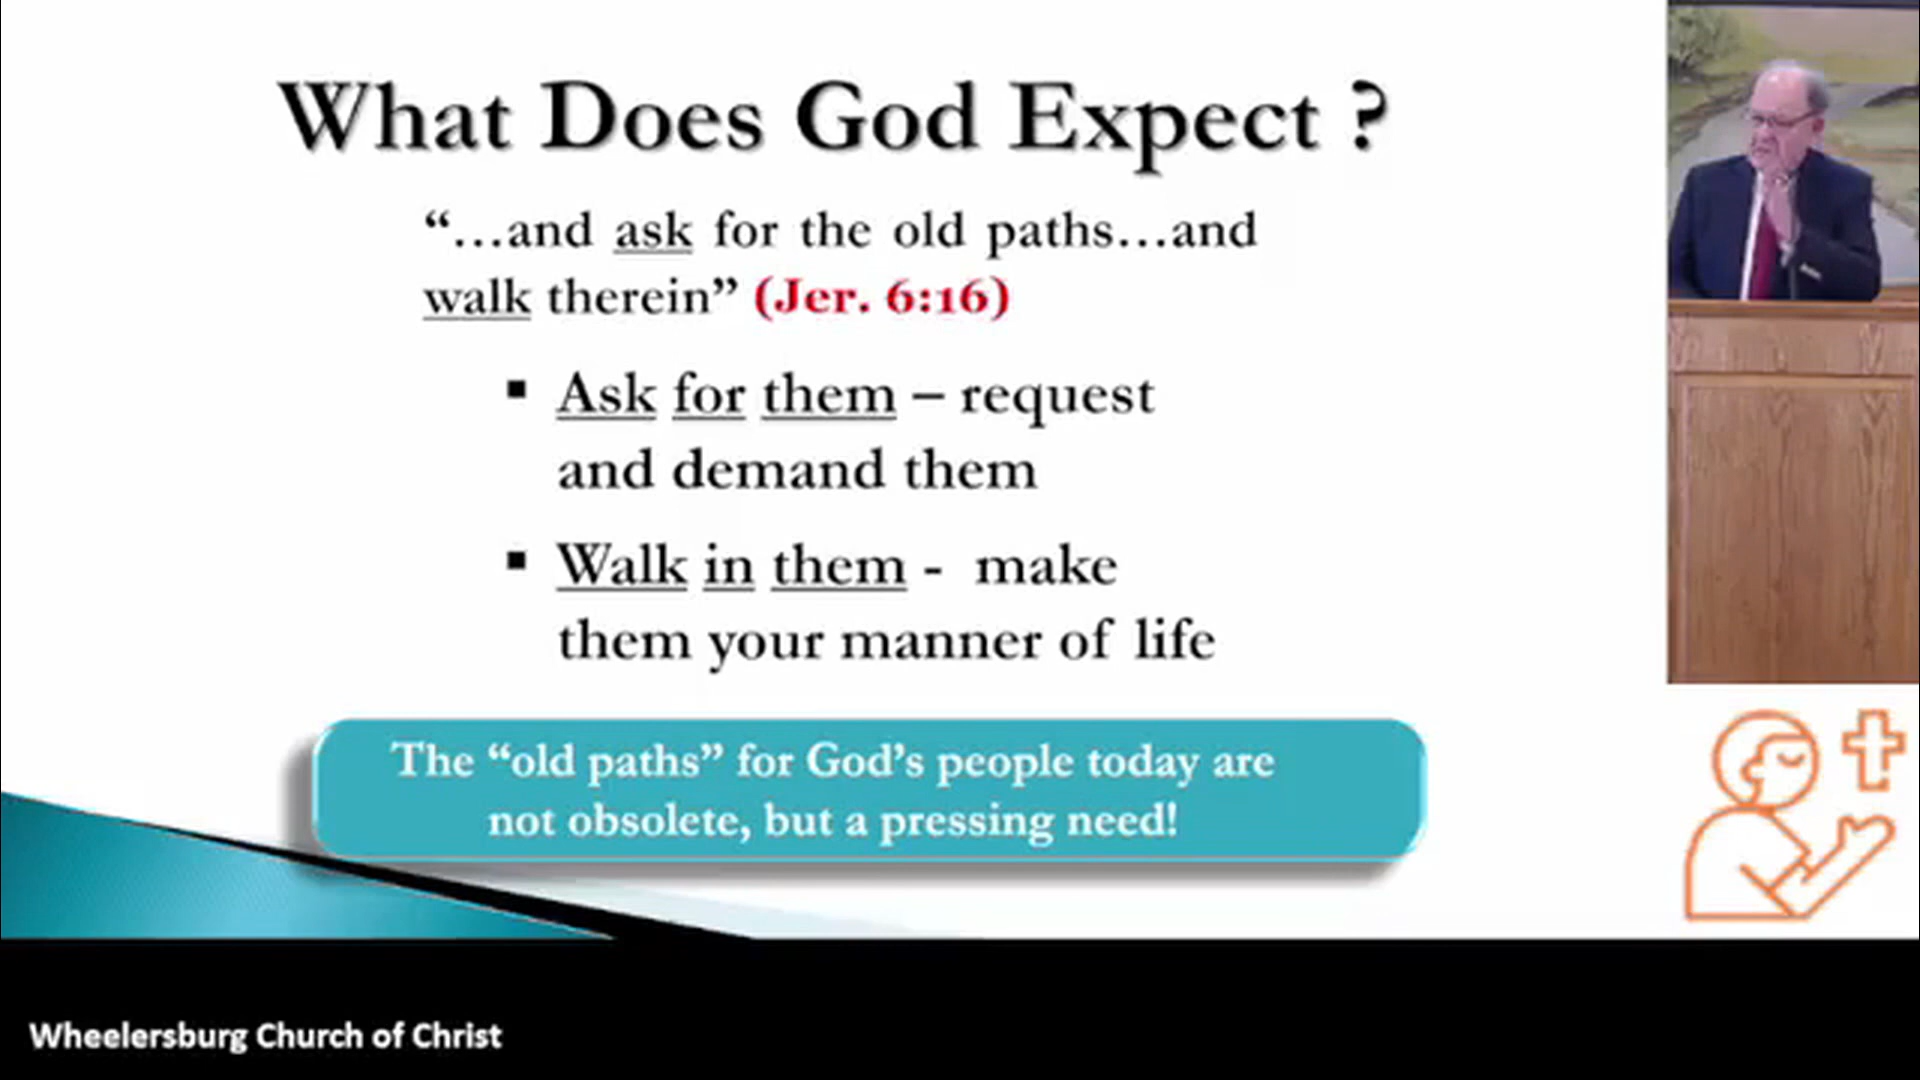 What Does God Expect ?
“...and ask for the old paths...and
walk therein” (Jer. 6:16)
▪ Ask for them – request
and demand them
▪ Walk in them - make
them your manner of life
The “old paths” for God’s people today are
not obsolete, but a pressing need!
Wheelersburg Church of Christ